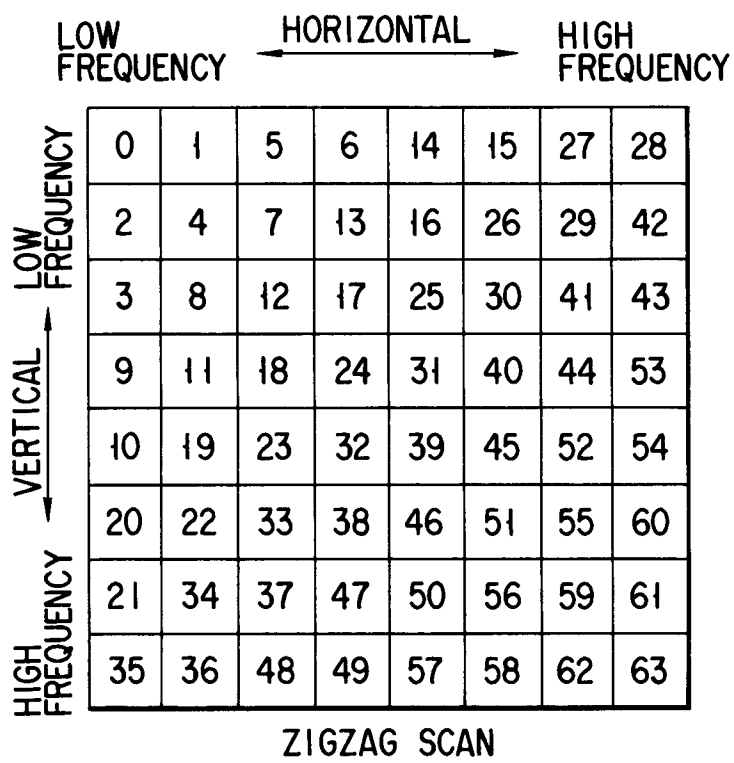 LOW FREQUENCY
HORIZONTAL
HIGH FREQUENCY
LOW FREQUENCY
VERTICAL
HIGH FREQUENCY
0 1 5 6 14 15 27 28
2 4 7 13 16 26 29 42
3 8 12 17 25 30 41 43
9 11 18 24 31 40 44 53
10 19 23 32 39 45 52 54
20 22 33 38 46 51 55 60
21 34 37 47 50 56 59 61
35 36 48 49 57 58 62 63
ZIGZAG SCAN